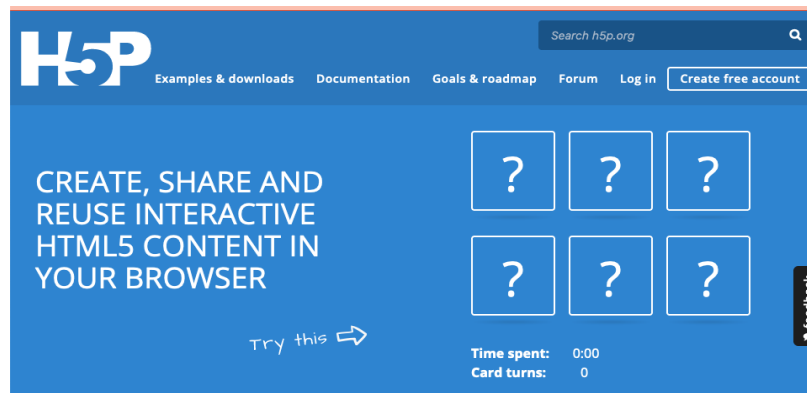 Search h5p.org
H5P
Examples & downloads Documentation Goals & roadmap Forum Log in Create free account
CREATE, SHARE AND
REUSE INTERACTIVE
HTML5 CONTENT IN
YOUR BROWSER
Try this
? ? ?
? ? ?
Time spent: 0:00
Card turns: 0